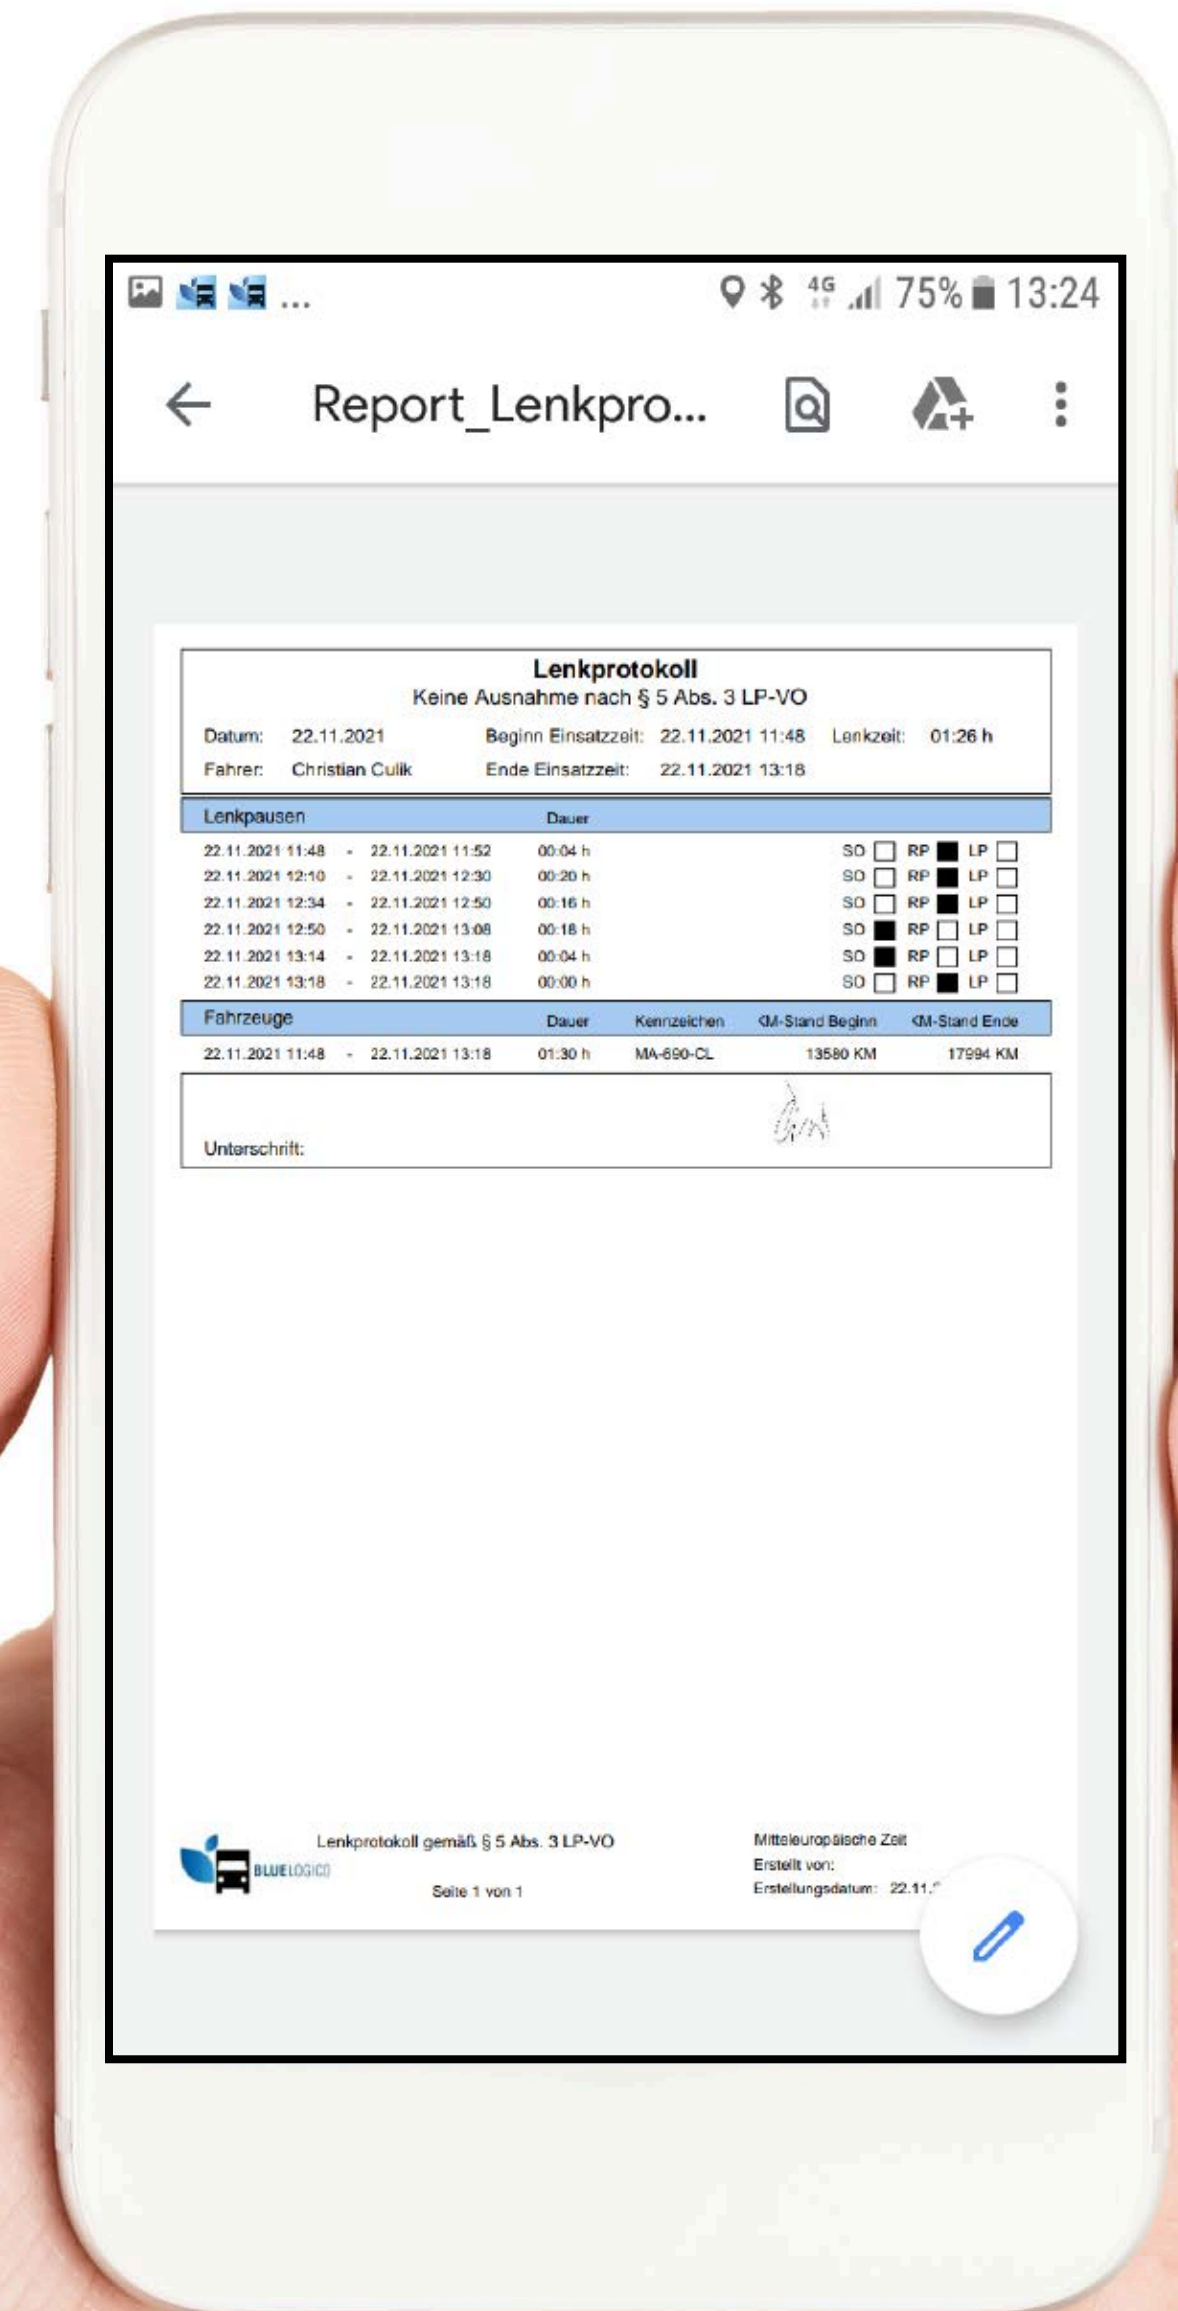 ... 4G 75% 13:24
Report_Lenkpro...
Lenkprotokoll
Keine Ausnahme nach § 5 Abs. 3 LP-VO
Datum: 22.11.2021 Beginn Einsatzzeit: 22.11.2021 11:48 Lenkzeit: 01:26 h
Fahrer: Christian Culik Ende Einsatzzeit: 22.11.2021 13:18
Lenkpausen Dauer
22.11.2021 11:48 - 22.11.2021 11:52 00:04 h SO RP LP
22.11.2021 12:10 - 22.11.2021 12:30 00:20 h SO RP LP
22.11.2021 12:34 - 22.11.2021 12:50 00:16 h SO RP LP
22.11.2021 12:50 - 22.11.2021 13:08 00:18 h SO RP LP
22.11.2021 13:14 - 22.11.2021 13:18 00:04 h SO RP LP
22.11.2021 13:18 - 22.11.2021 13:18 00:00 h SO RP LP
Fahrzeuge Dauer Kennzeichen KM-Stand Beginn KM-Stand Ende
22.11.2021 11:48 - 22.11.2021 13:18 01:30 h MA-690-CL 13580 KM 17994 KM
Unterschrift:
Lenkprotokoll gemäß § 5 Abs. 3 LP-VO Mitteleuropäische Zeit
BLUELOGICO Erstellt von:
Seite 1 von 1 Erstellungsdatum: 22.11.